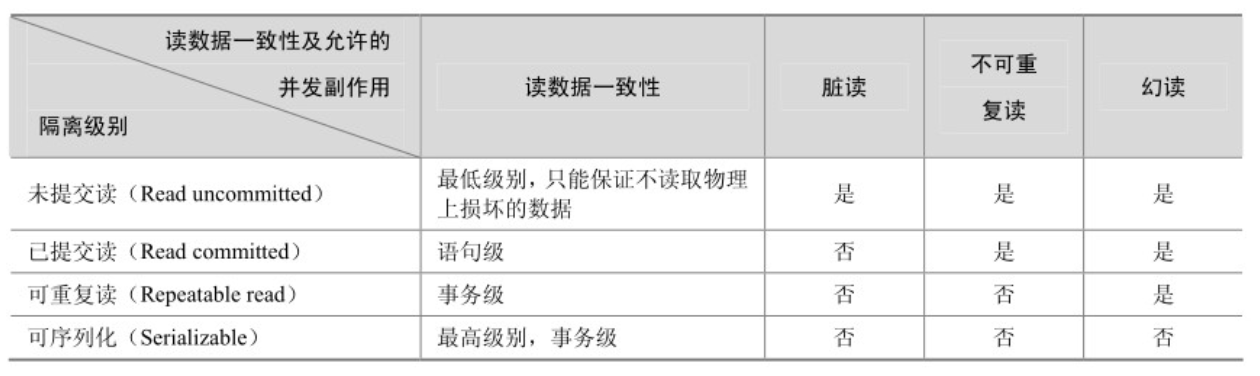 读数据一致性及允许的
并发副作用
隔离级别
读数据一致性
脏读
不可重
复读
幻读
未提交读（Read uncommitted）
最低级别，只能保证不读取物理
上损坏的数据
是
是
是
已提交读（Read committed）
语句级
否
是
是
可重复读（Repeatable read）
事务级
否
否
是
可序列化（Serializable）
最高级别，事务级
否
否
否